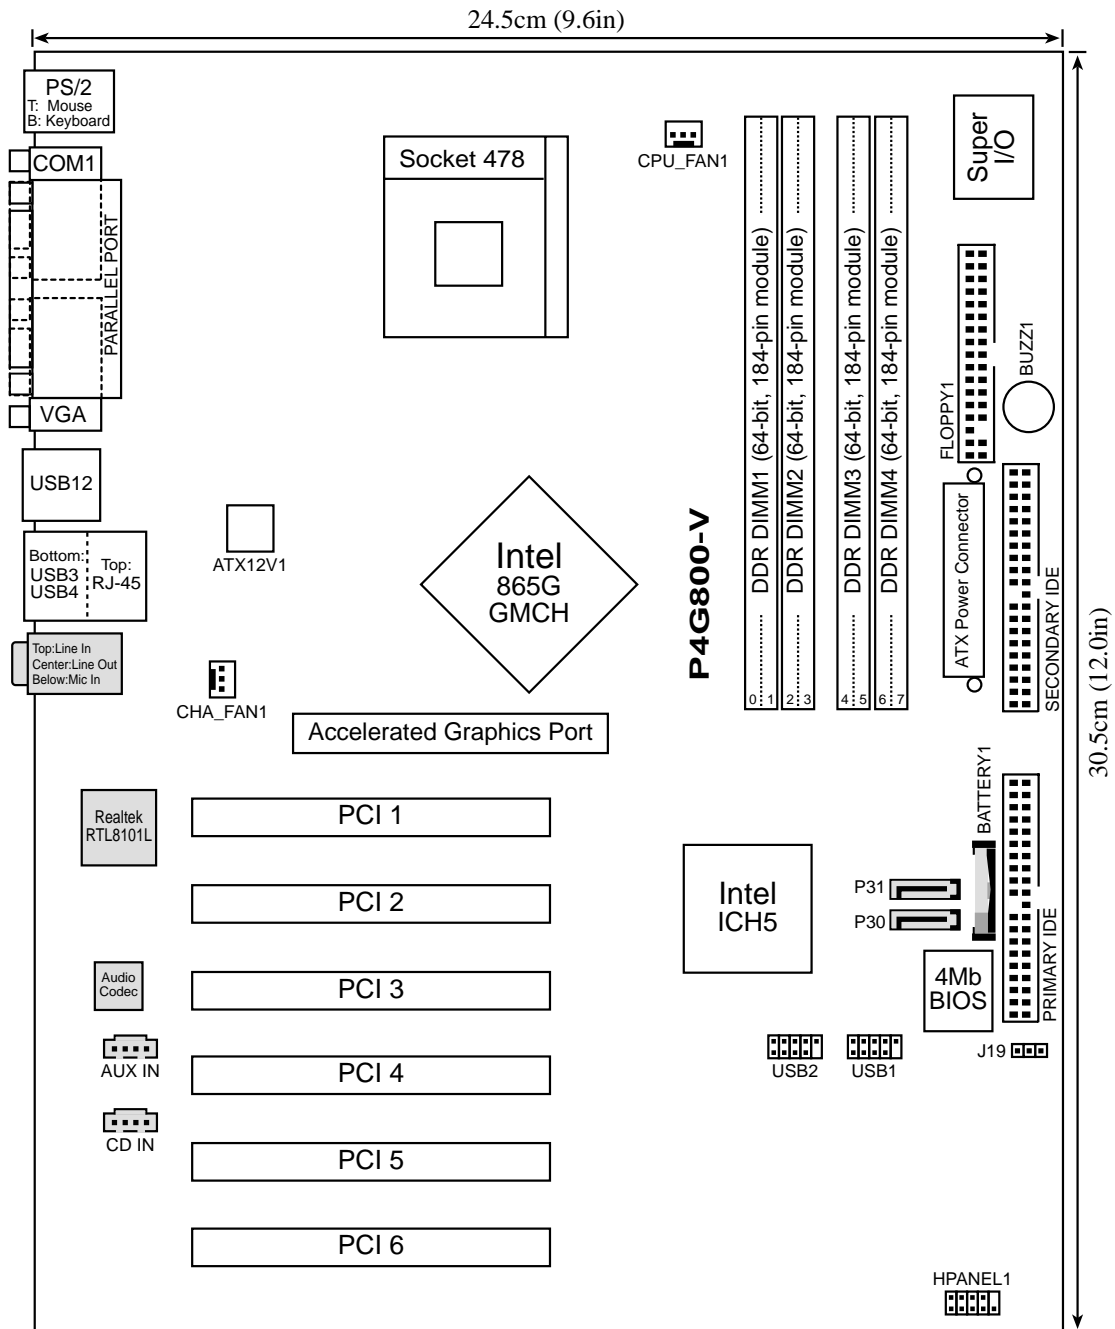 24.5cm (9.6in)
PS/2
T: Mouse
B: Keyboard
COM1
PARALLEL PORT
VGA
USB12
Bottom:
USB3
USB4
Top:
RJ-45
Top:Line In
Center:Line Out
Below:Mic In
Socket 478
CPU_FAN1
Super
I/O
DDR DIMM1 (64-bit, 184-pin module)
DDR DIMM2 (64-bit, 184-pin module)
DDR DIMM3 (64-bit, 184-pin module)
DDR DIMM4 (64-bit, 184-pin module)
0 1
2 3
4 5
6 7
FLOPPY1
BUZZ1
ATX12V1
Intel
865G
GMCH
P4G800-V
ATX Power Connector
SECONDARY IDE
30.5cm (12.0in)
CHA_FAN1
Accelerated Graphics Port
Realtek
RTL8101L
PCI 1
PCI 2
PCI 3
PCI 4
PCI 5
PCI 6
Audio
Codec
AUX IN
CD IN
Intel
ICH5
P31
P30
BATTERY1
PRIMARY IDE
4Mb
BIOS
USB2
USB1
J19
HPANEL1